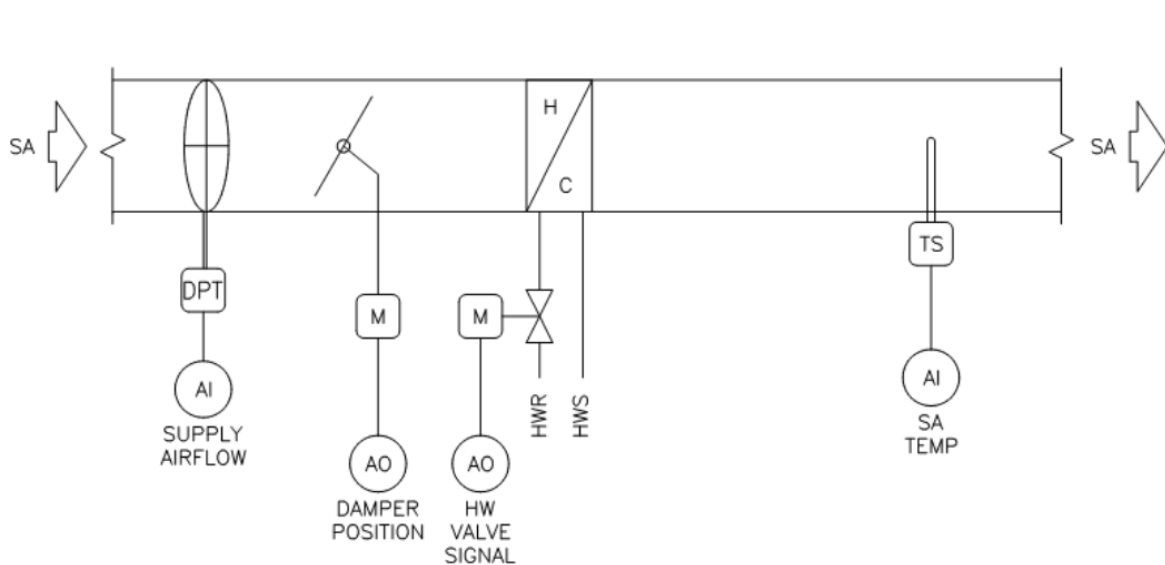 SA
H
C
SA
DPT
M
M
TS
AI
SUPPLY
AIRFLOW
AO
DAMPER
POSITION
AO
HW
VALVE
SIGNAL
HWR
HWS
AI
SA
TEMP